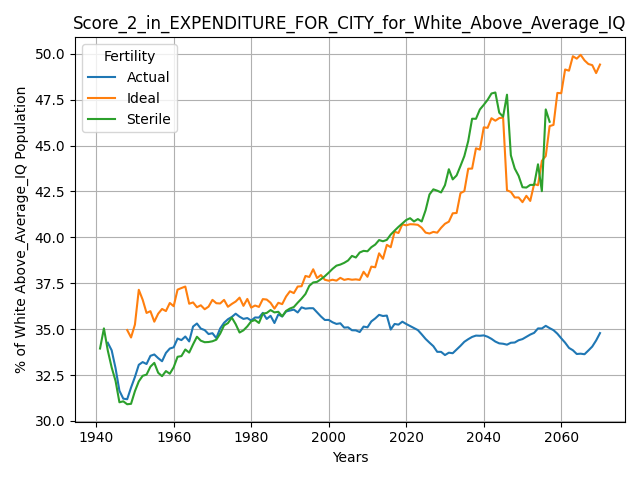 Score_2_in_EXPENDITURE_FOR_CITY_for_White_Above_Average_IQ
Fertility
Actual
Ideal
Sterile
% of White Above_Average_IQ Population
50.0
47.5
45.0
42.5
40.0
37.5
35.0
32.5
30.0
1940
1960
1980
2000
2020
2040
2060
Years